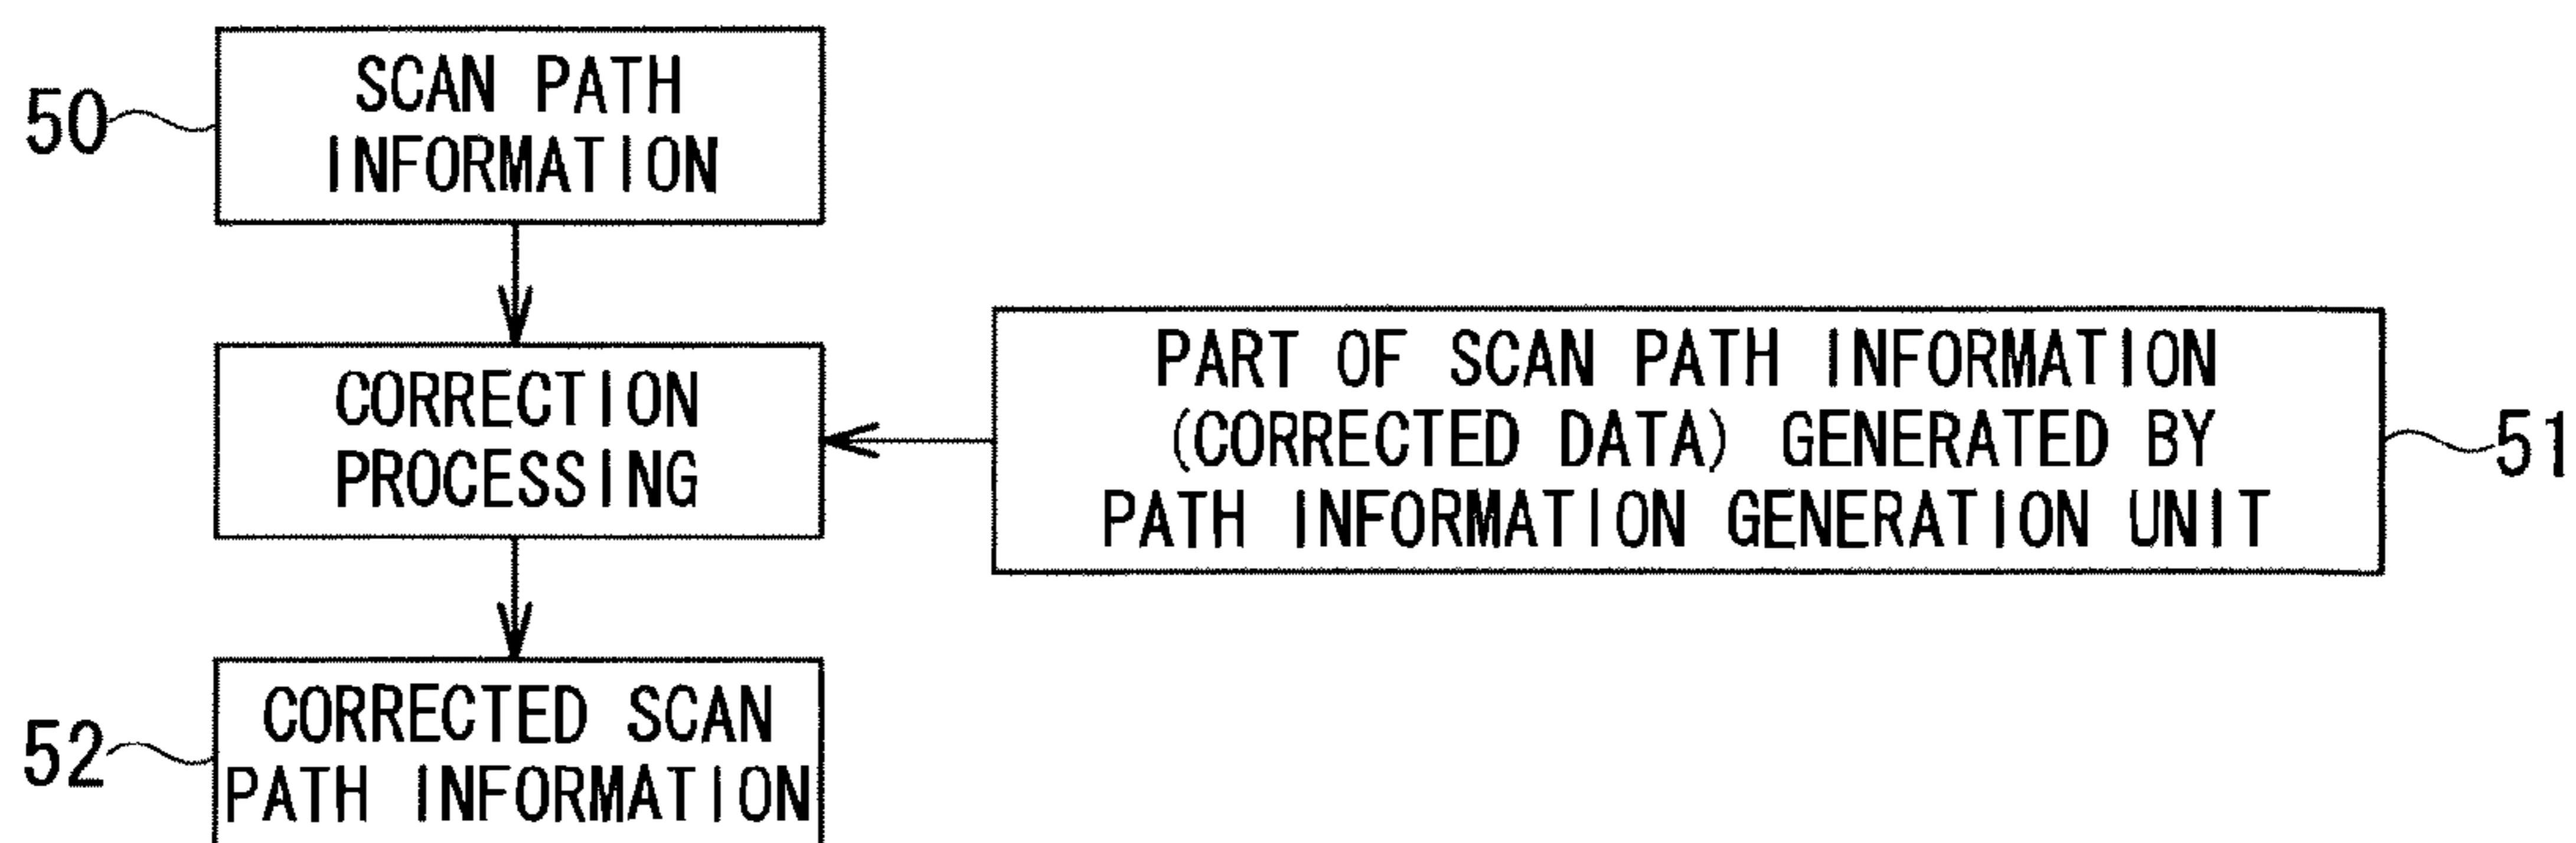 50
SCAN PATH
INFORMATION
CORRECTION
PROCESSING
PART OF SCAN PATH INFORMATION
(CORRECTED DATA) GENERATED BY
PATH INFORMATION GENERATION UNIT
51
52
CORRECTED SCAN
PATH INFORMATION